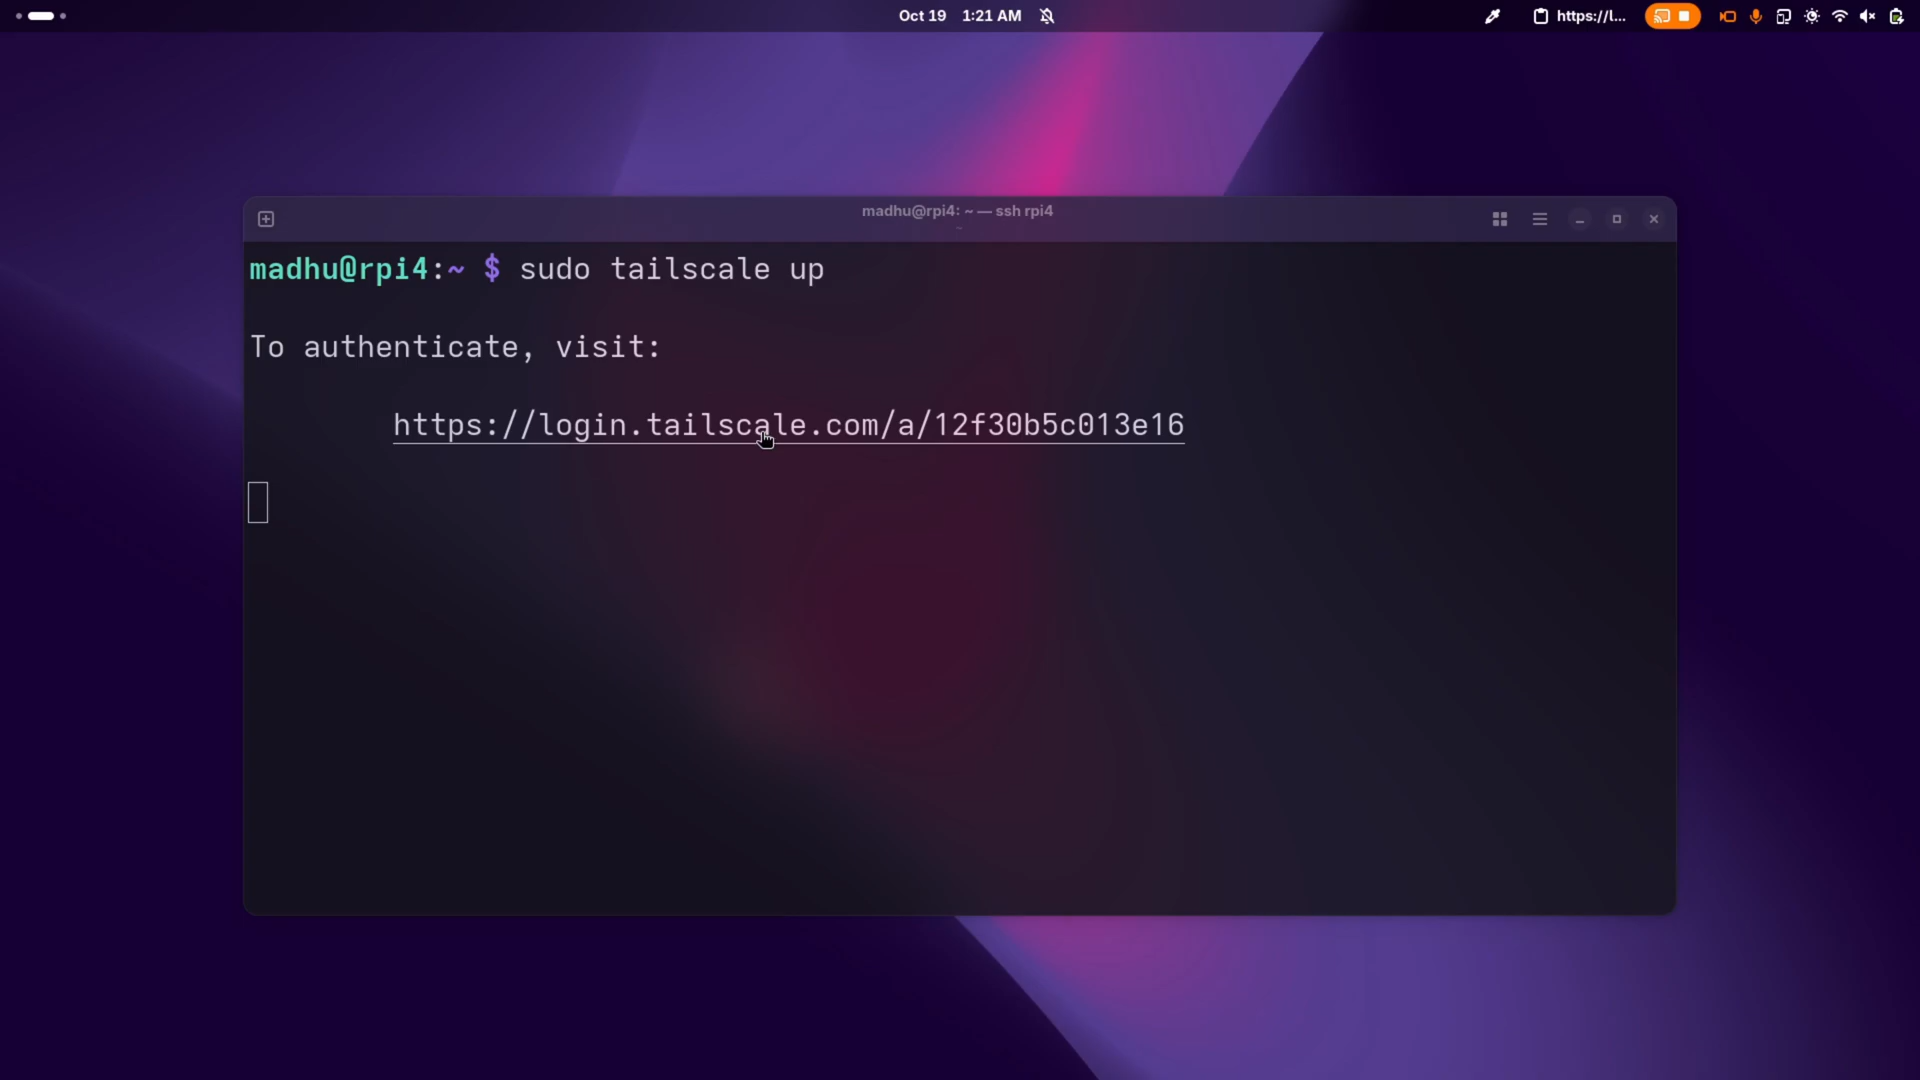 Oct 19 1:21 AM
https://l...
madhu@rpi4: ~ — ssh rpi4
~
madhu@rpi4:~ $ sudo tailscale up
To authenticate, visit:
https://login.tailscale.com/a/12f30b5c013e16